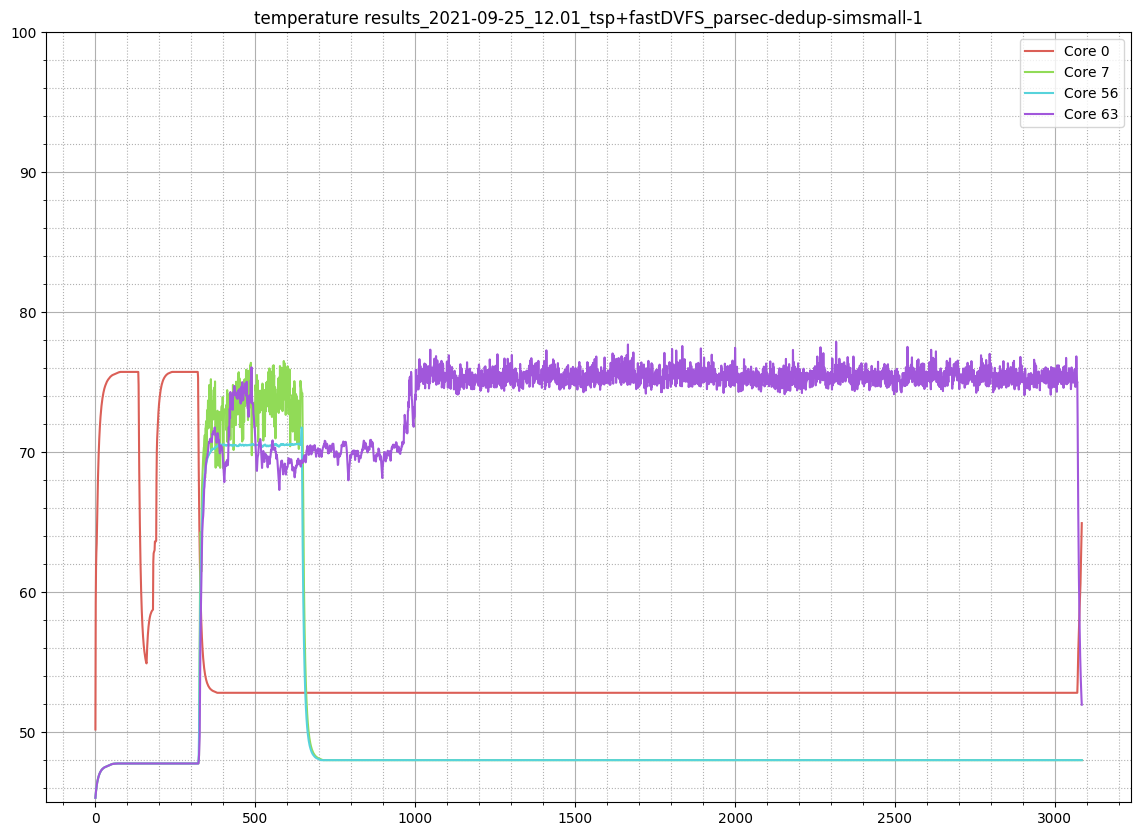 temperature results_2021-09-25_12.01_tsp+fastDVFS_parsec-dedup-simsmall-1
100
90
80
70
60
50
Core 0
Core 7
Core 56
Core 63
0 500 1000 1500 2000 2500 3000